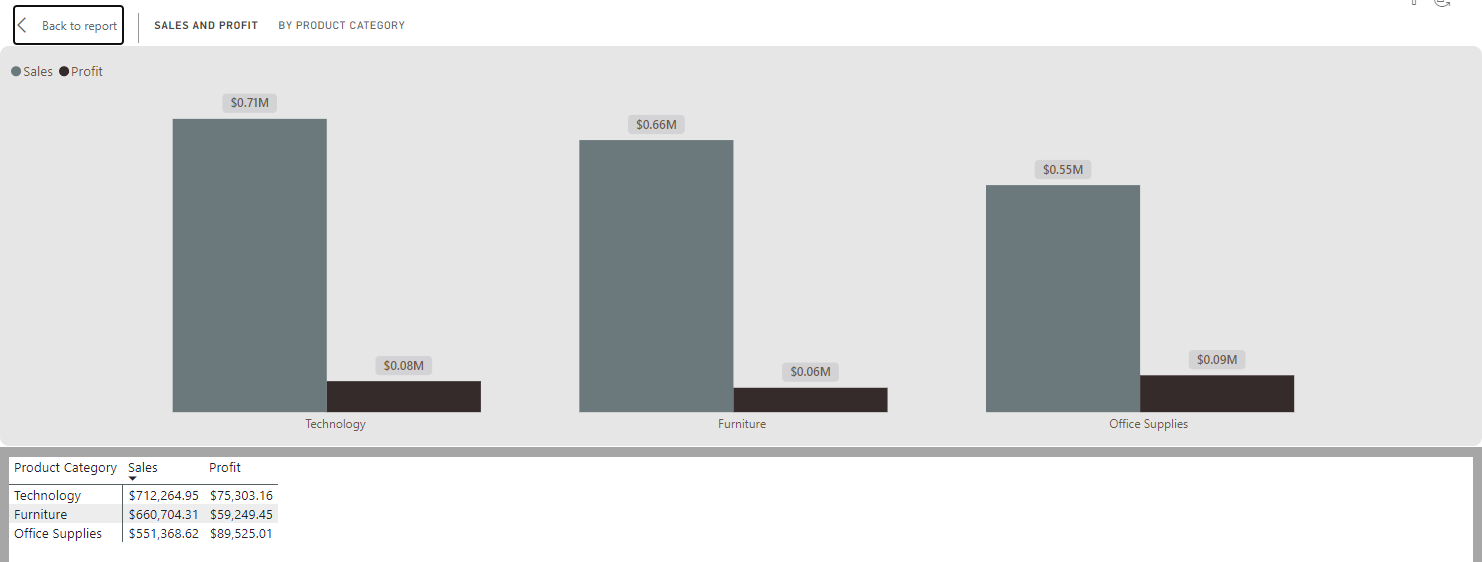 Back to report SALES AND PROFIT BY PRODUCT CATEGORY
Sales Profit
$0.71M
$0.66M
$0.55M
$0.08M
$0.06M
$0.09M
Technology Furniture Office Supplies
Product Category Sales Profit
Technology $712,264.95 $75,303.16
Furniture $660,704.31 $59,249.45
Office Supplies $551,368.62 $89,525.01